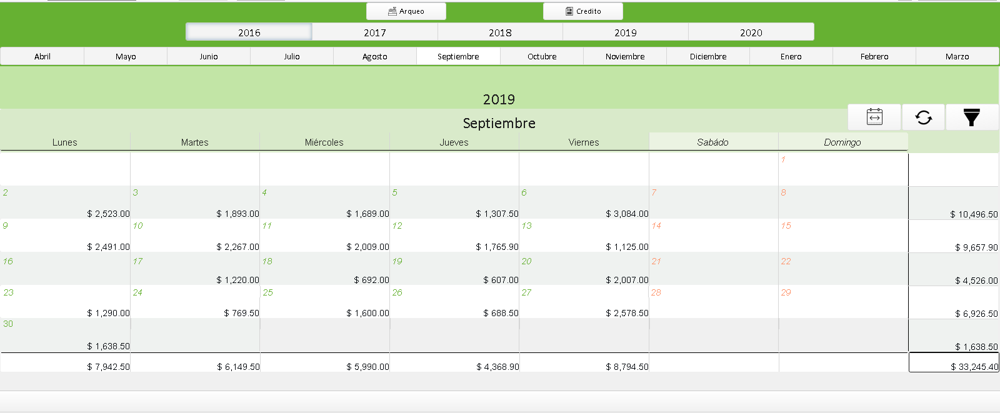 Arqueo Credito
2016 2017 2018 2019 2020
Abril Mayo Junio Julio Agosto Septiembre Octubre Noviembre Diciembre Enero Febrero Marzo
2019
Septiembre
Lunes Martes Miércoles Jueves Viernes Sabádo Domingo
1
2 3 4 5 6 7 8
$ 2,523.00 $ 1,893.00 $ 1,689.00 $ 1,307.50 $ 3,084.00 $ 10,496.50
9 10 11 12 13 14 15
$ 2,491.00 $ 2,267.00 $ 2,009.00 $ 1,765.90 $ 1,125.00 $ 9,657.90
16 17 18 19 20 21 22
$ 1,220.00 $ 692.00 $ 607.00 $ 2,007.00 $ 4,526.00
23 24 25 26 27 28 29
$ 1,290.00 $ 769.50 $ 1,600.00 $ 688.50 $ 2,578.50 $ 6,926.50
30
$ 1,638.50 $ 1,638.50
$ 7,942.50 $ 6,149.50 $ 5,990.00 $ 4,368.90 $ 8,794.50 $ 33,245.40